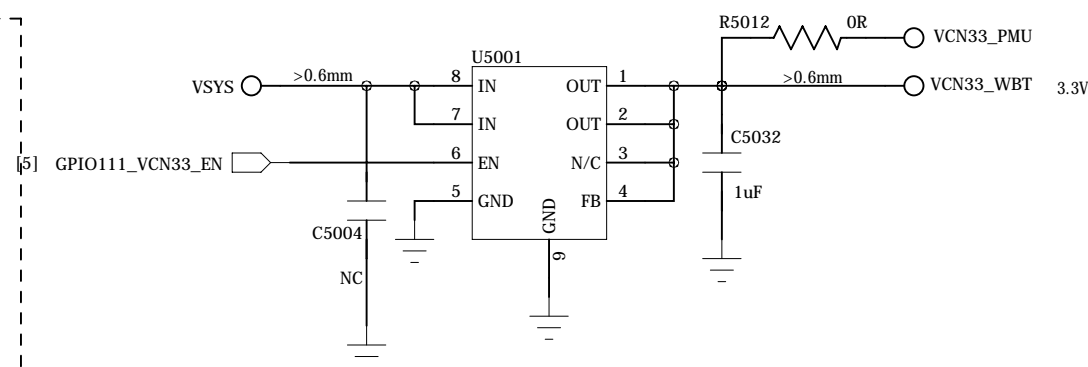 R5012 0R
VCN33_PMU
U5001
VSYS >0.6mm 8 IN OUT 1 >0.6mm VCN33_WBT 3.3V
7 IN OUT 2
C5032
[5] GPIO111_VCN33_EN 6 EN N/C 3
1uF
5 GND FB 4
GND
C5004
9
NC